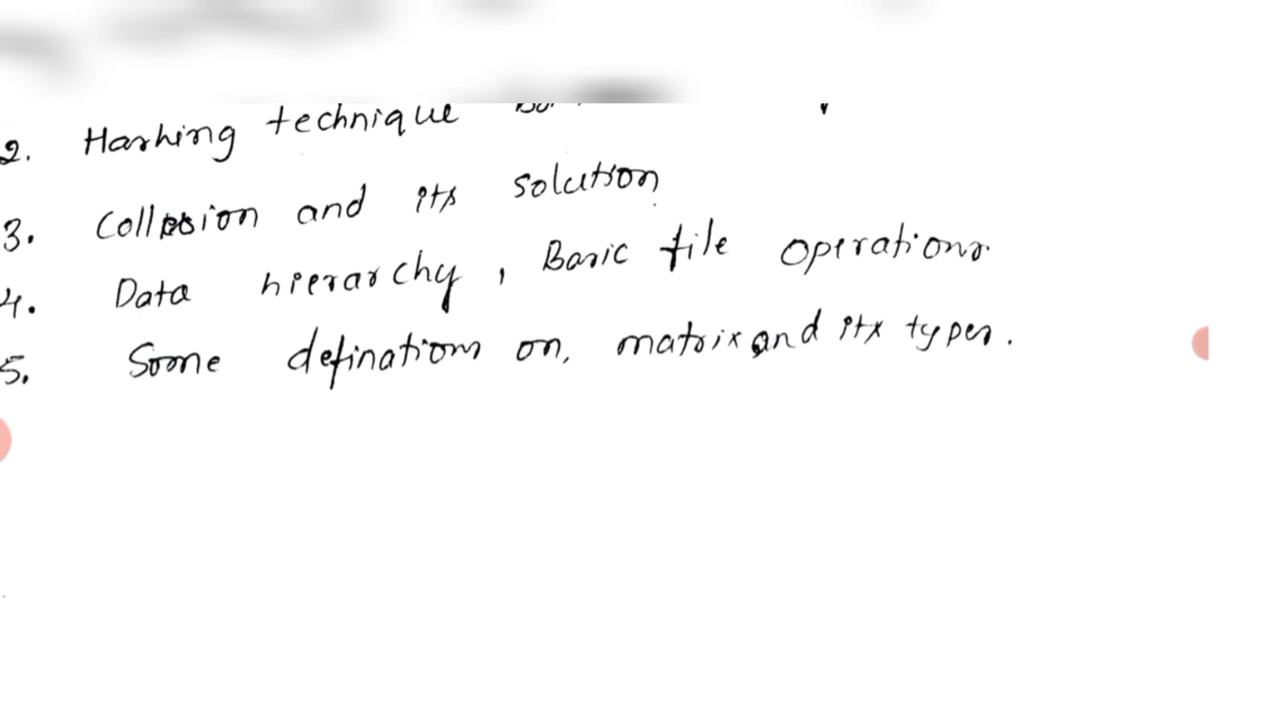 2. Hashing technique
3. Collision and its solution
4. Data hierarchy, Basic file operations
5. Some definations on, matrix and its types.